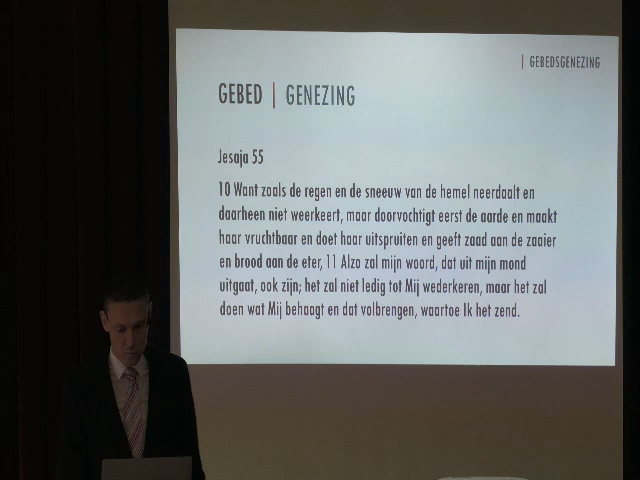 | GEBEDSGENEZING
GEBED | GENEZING
Jesaja 55
10 Want zoals de regen en de sneeuw van de hemel neerdaalt en
daarheen niet weerkeert, maar doorvochtigt eerst de aarde en maakt
haar vruchtbaar en doet haar uitspruiten en geeft zaad aan de zaaier
en brood aan de eter, 11 Alzo zal mijn woord, dat uit mijn mond
uitgaat, ook zijn; het zal niet ledig tot Mij wederkeren, maar het zal
doen wat Mij behaagt en dat volbrengen, waartoe Ik het zend.